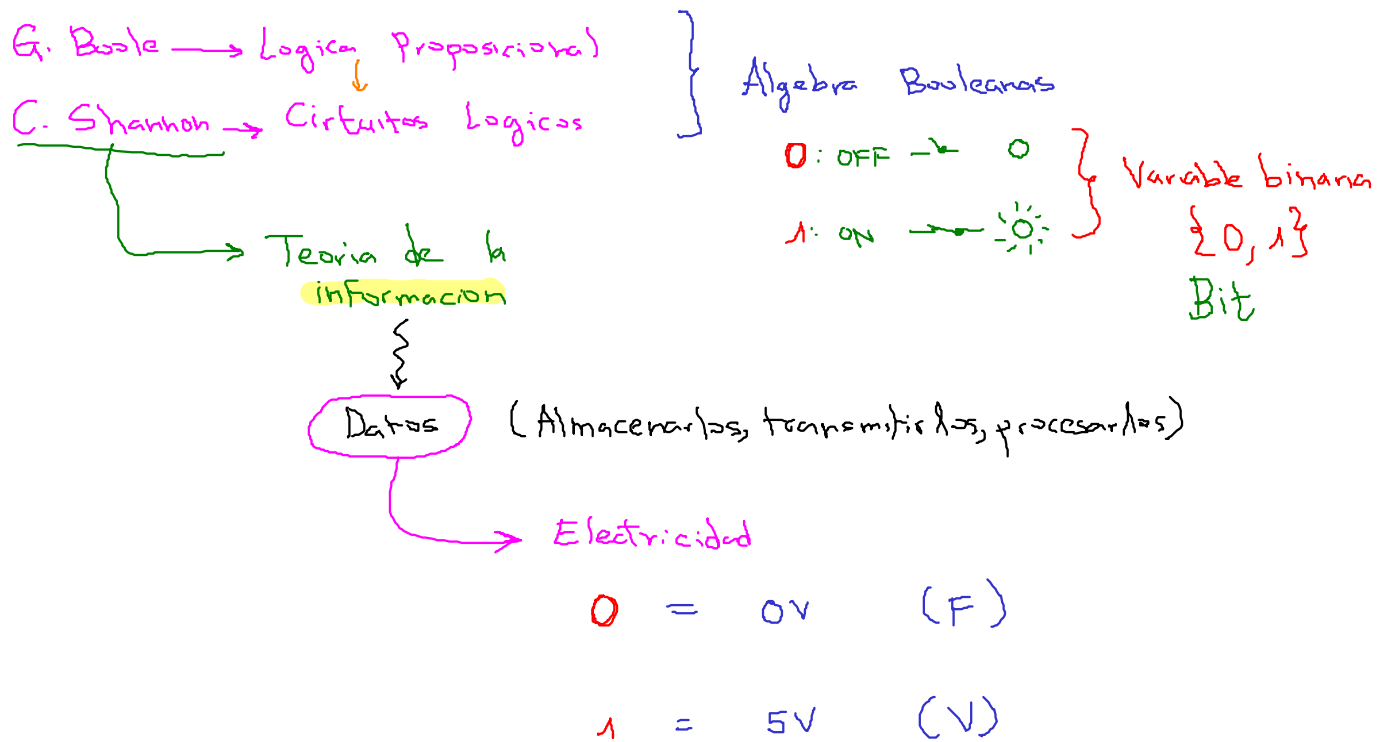 G. Boole → Logica Proposicional
C. Shannon → Cirtuitos Logicos
Algebra Booleanas
0: OFF
1: ON
Variable binaria
{0, 1}
Bit
Teoria de la
informacion
Datos (Almacenarlos, transmitirlos, procesarlos)
Electricidad
0 = 0V (F)
1 = 5V (V)